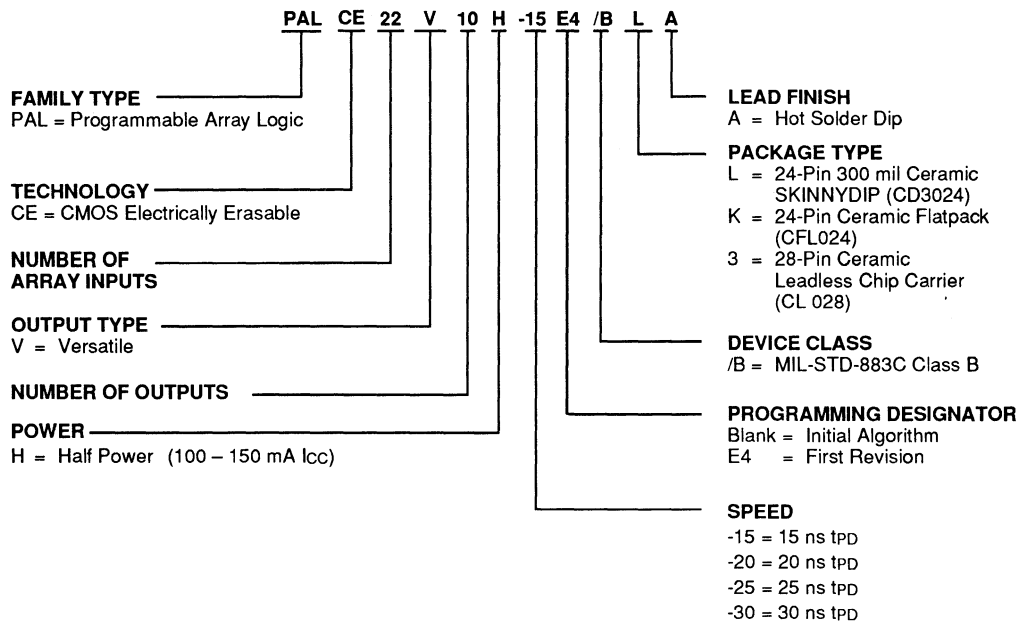 PAL CE 22 V 10 H -15 E4 /B L A
FAMILY TYPE
PAL = Programmable Array Logic
TECHNOLOGY
CE = CMOS Electrically Erasable
NUMBER OF
ARRAY INPUTS
OUTPUT TYPE
V = Versatile
NUMBER OF OUTPUTS
POWER
H = Half Power (100 – 150 mA ICC)
LEAD FINISH
A = Hot Solder Dip
PACKAGE TYPE
L = 24-Pin 300 mil Ceramic
SKINNYDIP (CD3024)
K = 24-Pin Ceramic Flatpack
(CFL024)
3 = 28-Pin Ceramic
Leadless Chip Carrier
(CL 028)
DEVICE CLASS
/B = MIL-STD-883C Class B
PROGRAMMING DESIGNATOR
Blank = Initial Algorithm
E4 = First Revision
SPEED
-15 = 15 ns tPD
-20 = 20 ns tPD
-25 = 25 ns tPD
-30 = 30 ns tPD